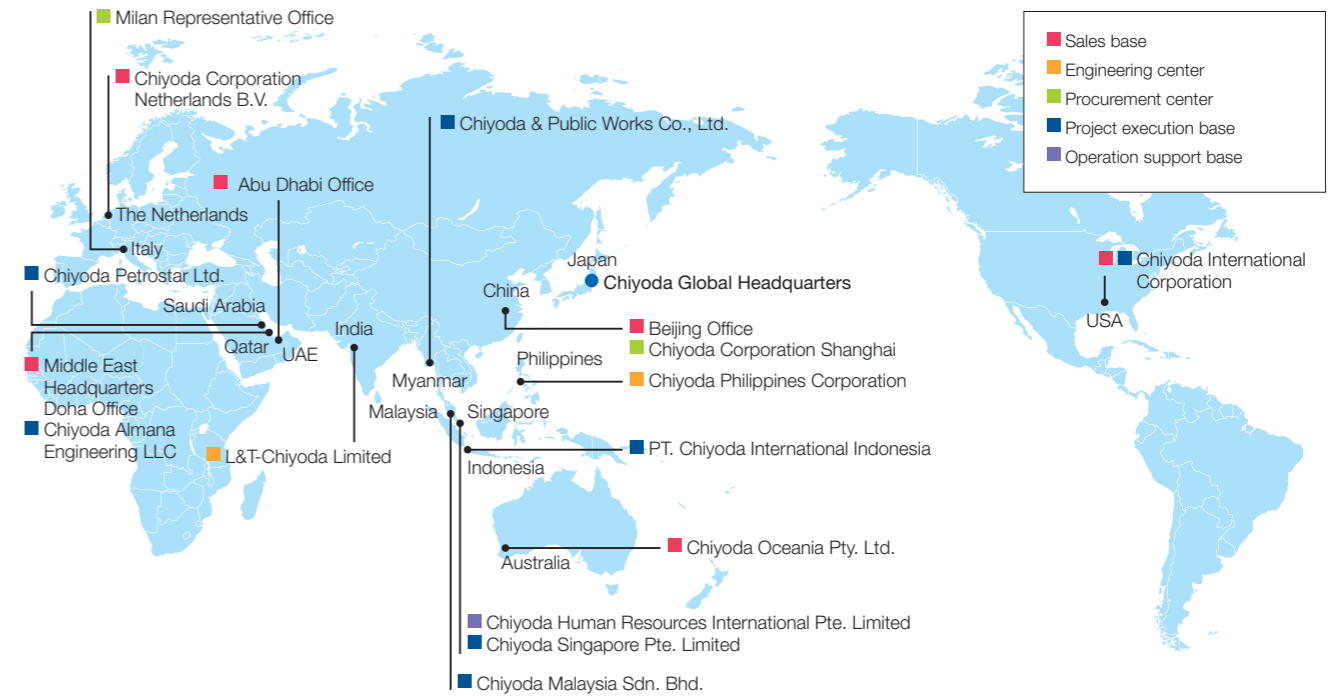 Milan Representative Office
Chiyoda Corporation
Netherlands B.V.
Chiyoda & Public Works Co., Ltd.
Abu Dhabi Office
The Netherlands
Italy
Chiyoda Petrostar Ltd.
Saudi Arabia
Qatar
UAE
India
Middle East
Headquarters
Doha Office
Chiyoda Almana
Engineering LLC
L&T-Chiyoda Limited
Myanmar
Malaysia
Singapore
Indonesia
China
Japan
Chiyoda Global Headquarters
Beijing Office
Chiyoda Corporation Shanghai
Philippines
Chiyoda Philippines Corporation
PT. Chiyoda International Indonesia
Australia
Chiyoda Oceania Pty. Ltd.
Chiyoda Human Resources International Pte. Limited
Chiyoda Singapore Pte. Limited
Chiyoda Malaysia Sdn. Bhd.
Sales base
Engineering center
Procurement center
Project execution base
Operation support base
Chiyoda International
Corporation
USA